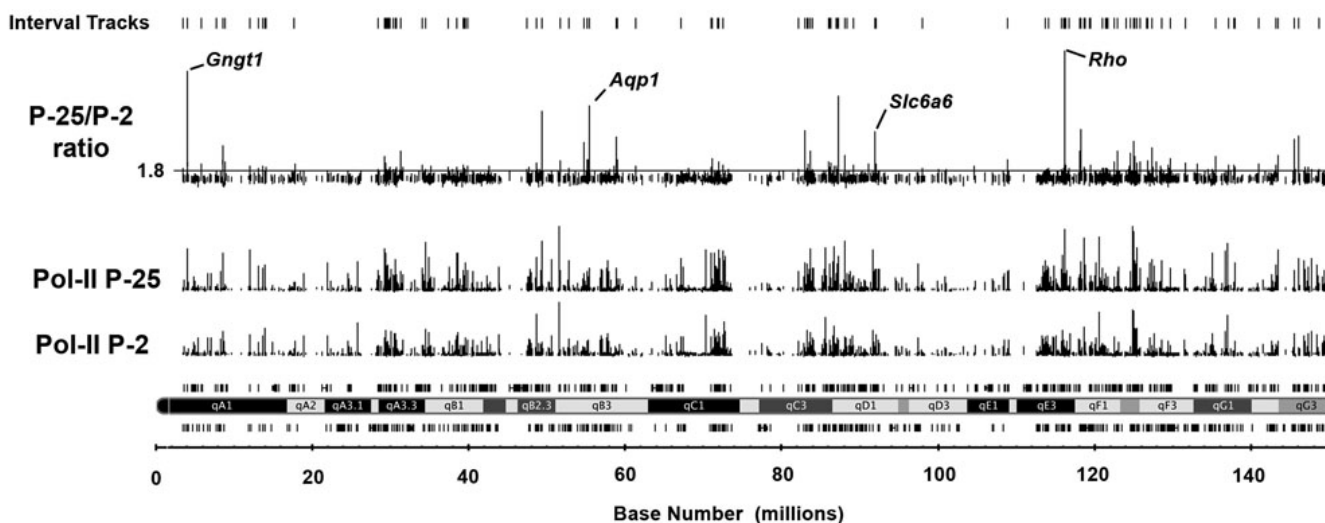 Interval Tracks
Gngt1
Aqp1
Slc6a6
Rho
P-25/P-2
ratio
1.8
Pol-II P-25
Pol-II P-2
qA1 qA2 qA3.1 qA3.3 qB1 qB2.3 qB3 qC1 qC3 qD1 qD3 qE1 qE3 qF1 qF3 qG1 qG3
0 20 40 60 80 100 120 140
Base Number (millions)